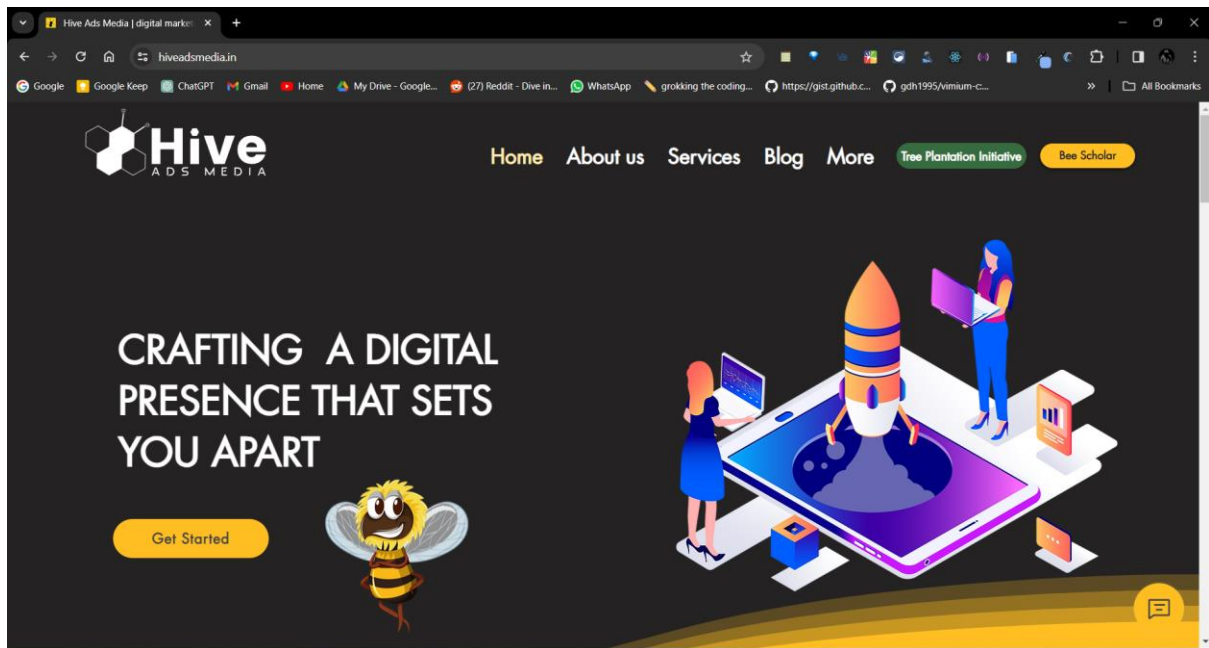 Hive Ads Media | digital market
hiveadsmedia.in
Google Google Keep ChatGPT Gmail Home My Drive - Google... (27) Reddit - Dive in... WhatsApp grokking the coding... https://gist.github.c... gdh1995/vimium-c... » All Bookmarks
Hive
ADS MEDIA
Home About us Services Blog More Tree Plantation Initiative Bee Scholar
CRAFTING A DIGITAL
PRESENCE THAT SETS
YOU APART
Get Started